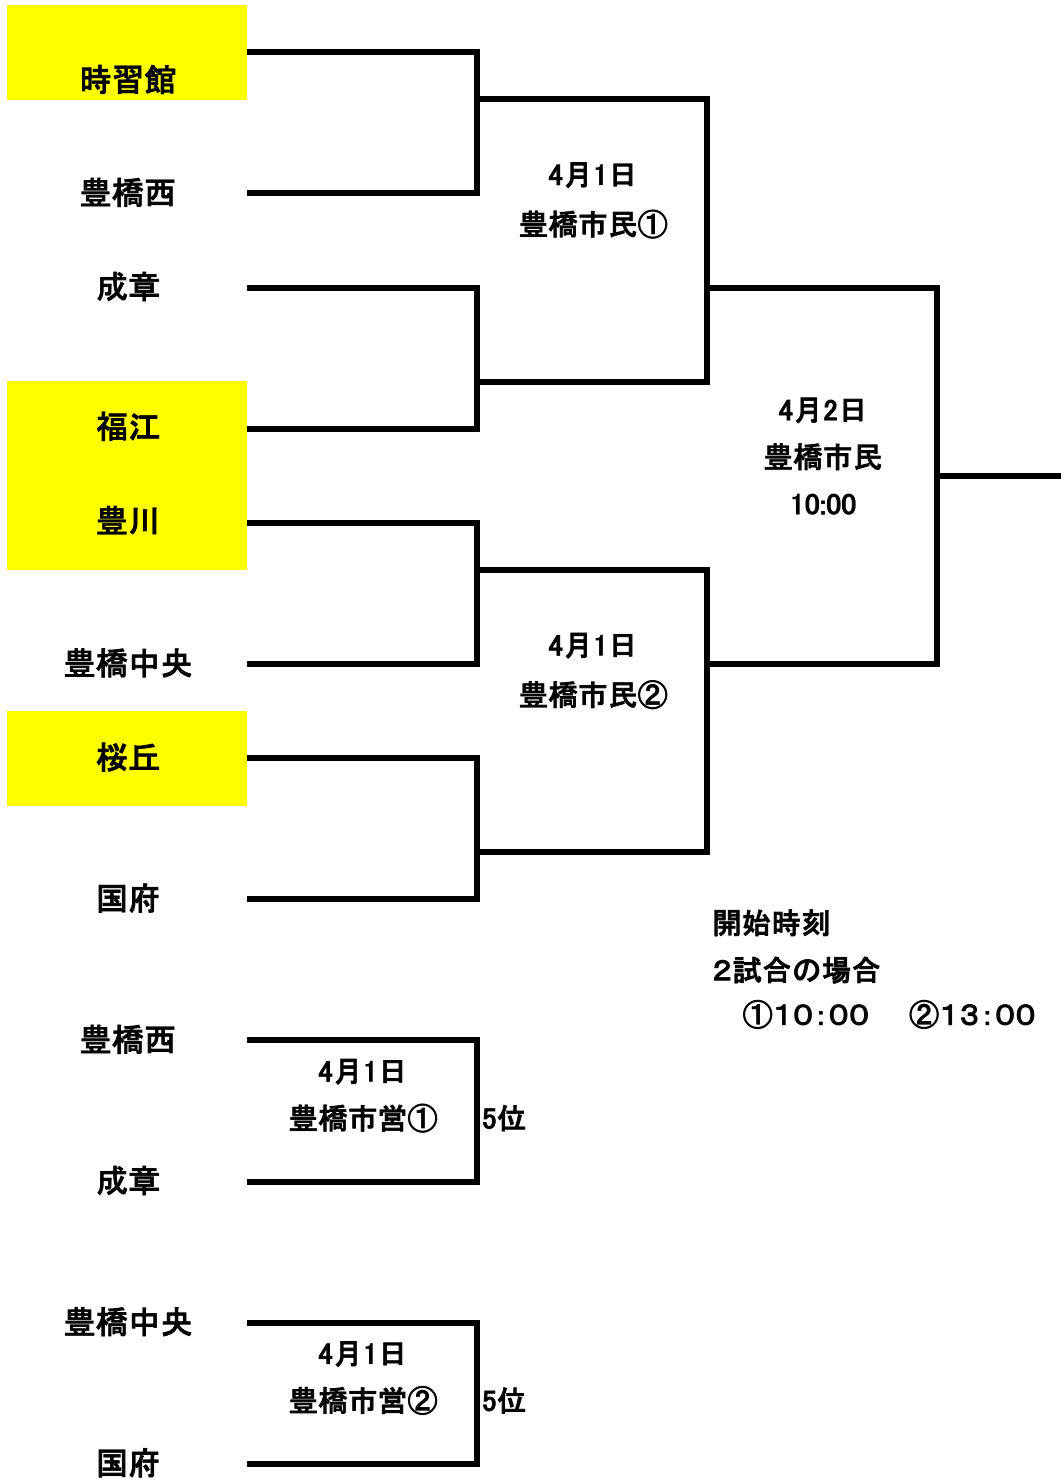 時習館
豊橋西
4月1日
豊橋市民①
成章
福江
4月2日
豊橋市民
10:00
豊川
豊橋中央
4月1日
豊橋市民②
桜丘
国府
開始時刻
２試合の場合
①１０：００　②１３：００
豊橋西
4月1日
豊橋市営①
5位
成章
豊橋中央
4月1日
豊橋市営②
5位
国府